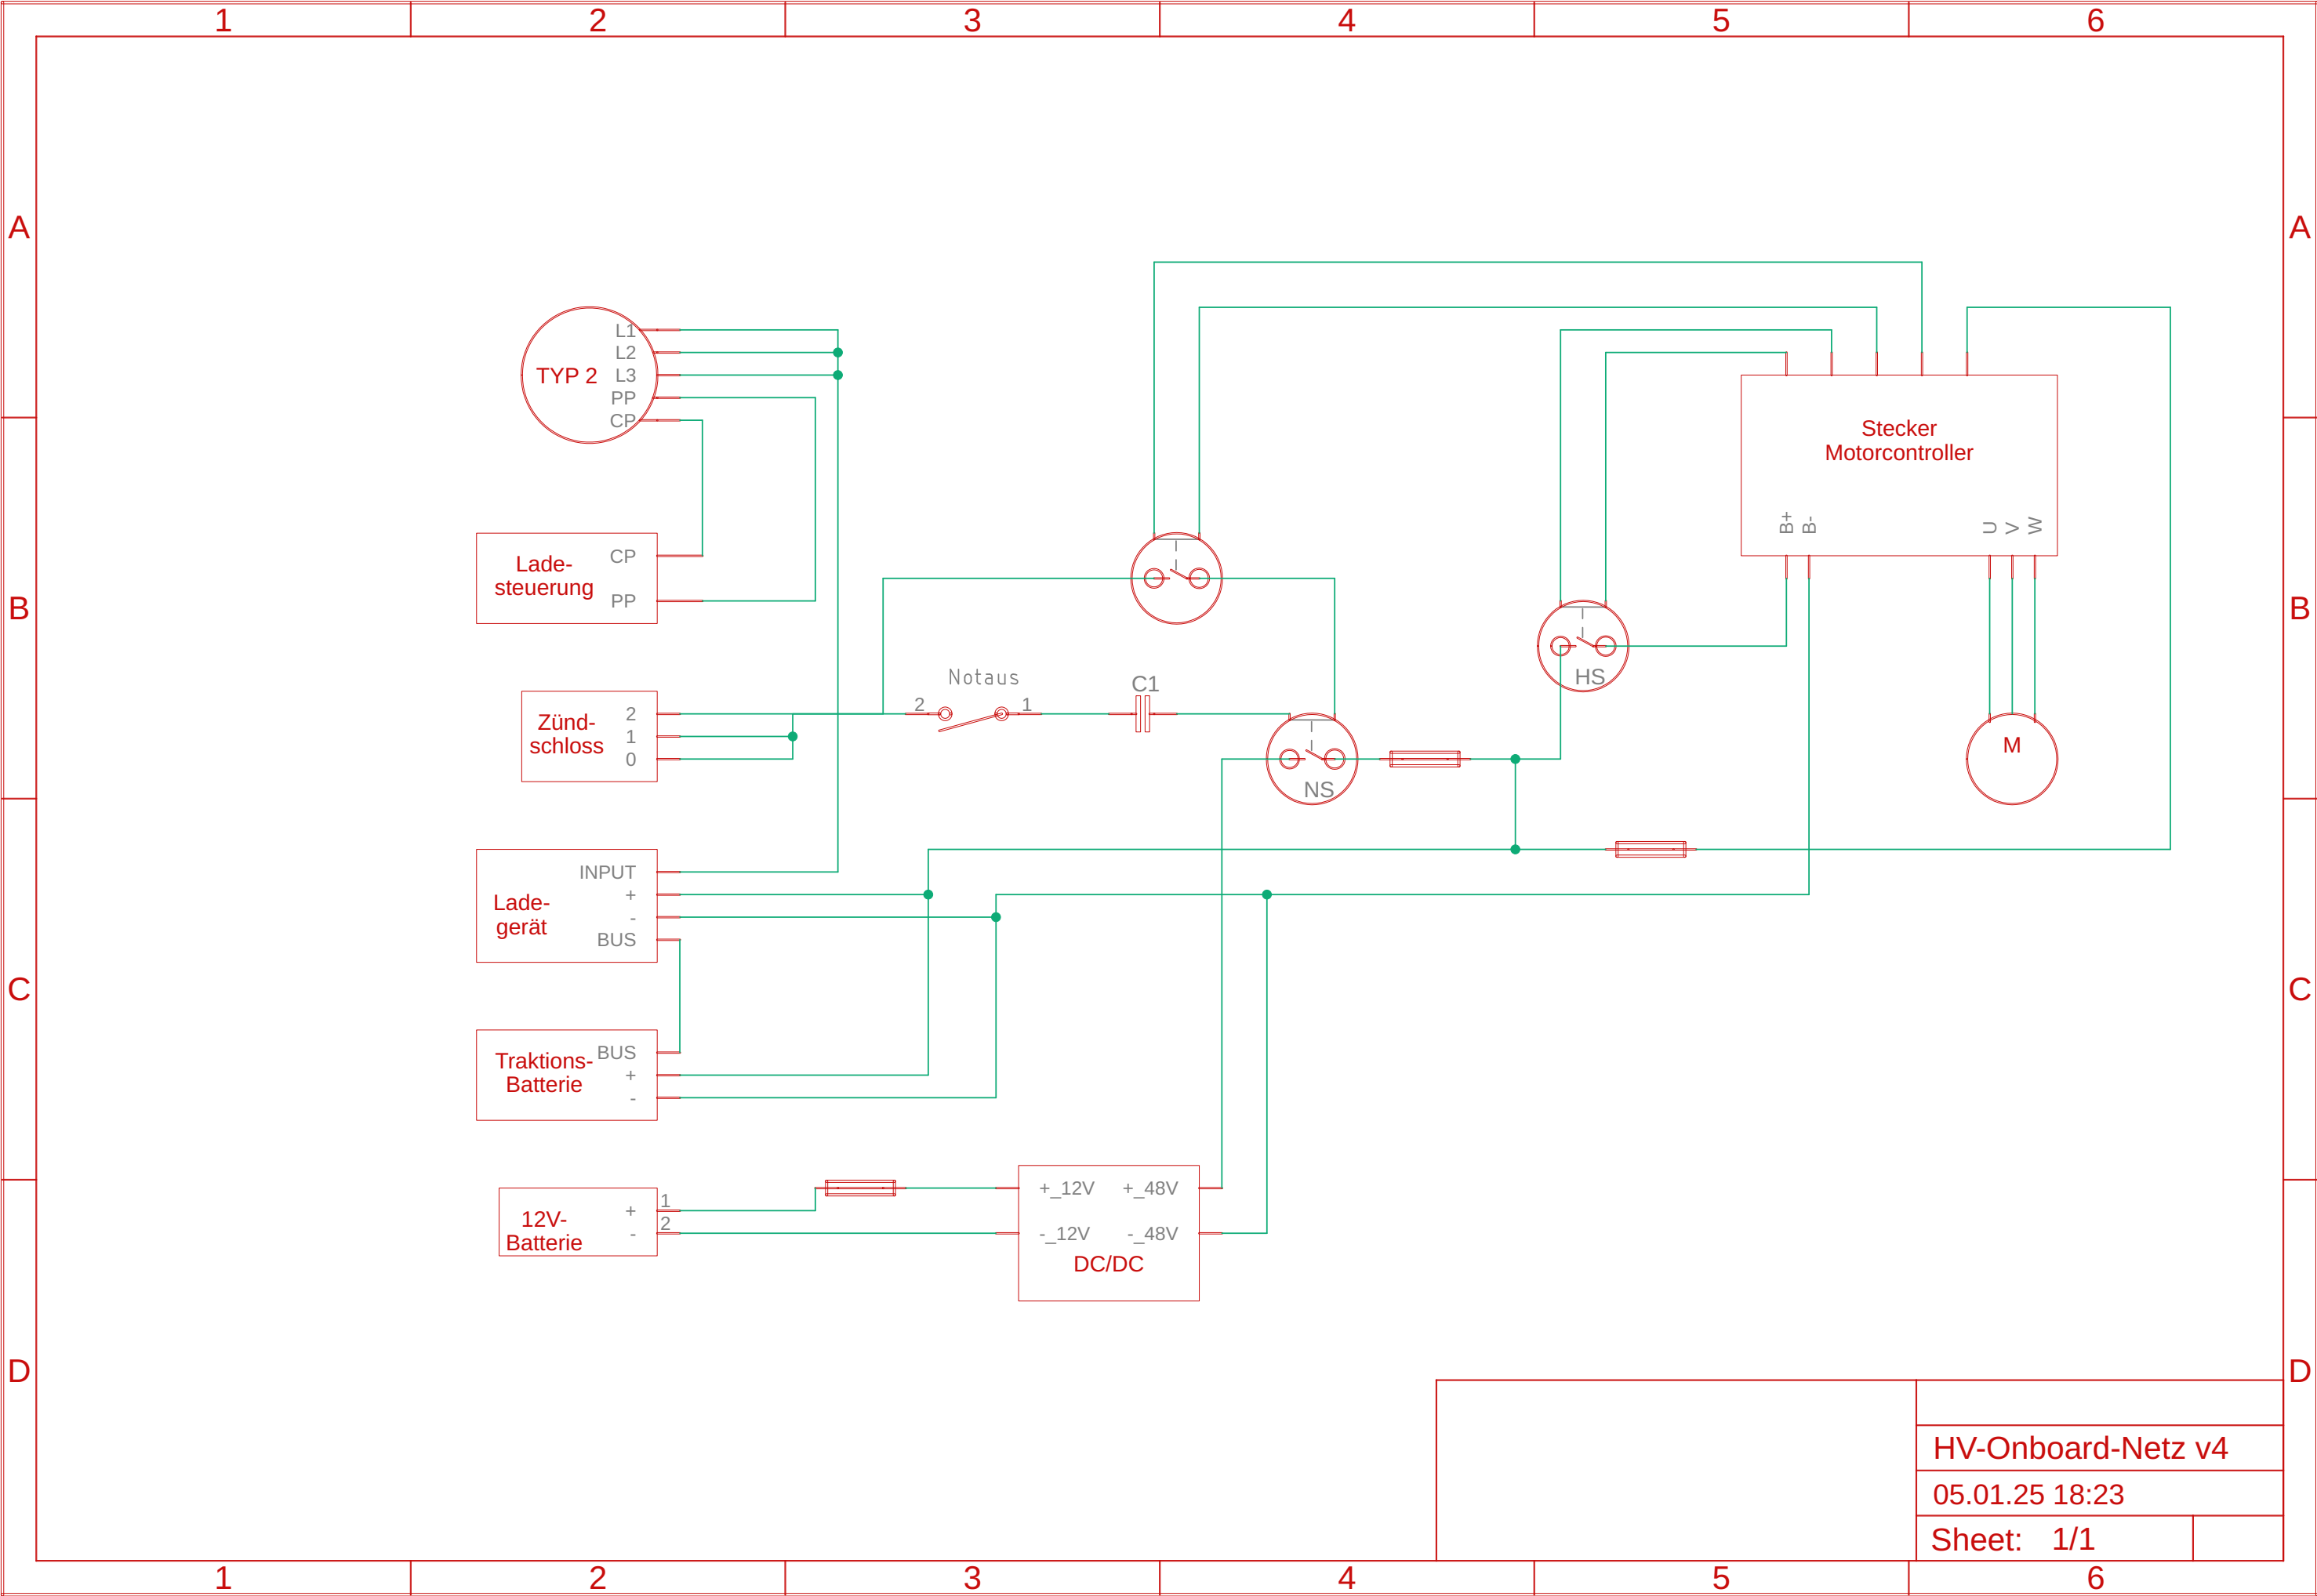 1 2 3 4 5 6
A A
L1
L2
TYP 2 L3
PP
CP
Stecker
Motorcontroller
B+ B- U V W
Lade-
steuerung
CP
PP
B B
HS
Notaus
C1
2 1
Zünd-
schloss
2
1
0
M
NS
Lade-
gerät
INPUT
+
-
BUS
C C
Traktions-
Batterie
BUS
+
-
12V-
Batterie
+ 1
- 2
+_12V +_48V
-_12V -_48V
DC/DC
D D
HV-Onboard-Netz v4
05.01.25 18:23
Sheet: 1/1
1 2 3 4 5 6